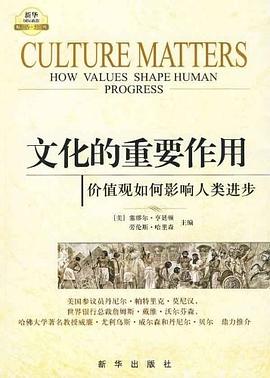 新华
CULTURE MATTERS
HOW VALUES SHAPE HUMAN
PROGRESS
文化的重要作用
价值观如何影响人类进步
[美] 塞缪尔·亨廷顿
劳伦斯·哈里森
主编
美国参议员丹尼尔·帕特里克·莫尼汉,
世界银行总裁詹姆斯·戴维·沃尔芬森,
哈佛大学著名教授威廉·尤利乌斯·威尔森和丹尼尔·贝尔 鼎力推介
新华出版社